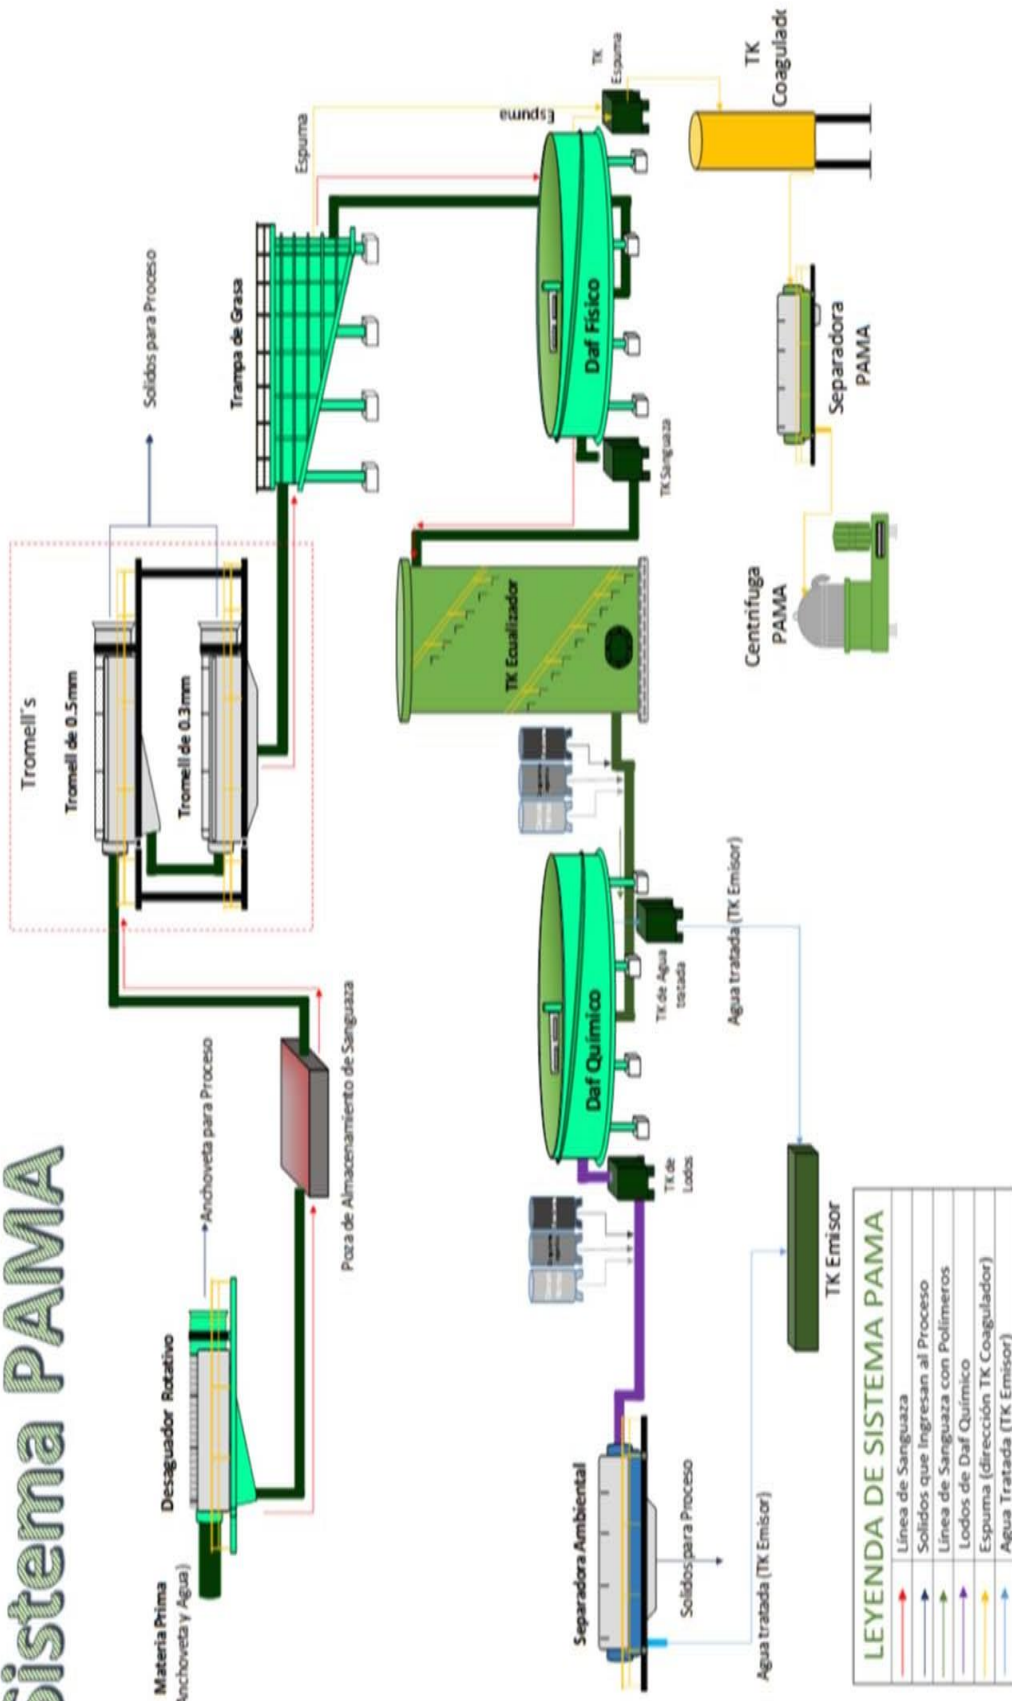 Sistema PAMA
Materia Prima
Anchoveta y Agua)
Desaguador Rotativo
Anchoveta para Proceso
Poza de Almacenamiento de Sanguaza
Tromell´s
Tromell de 0.5mm
Tromell de 0.3mm
Solidos para Proceso
Trampa de Grasa
Espuma
Espuma
TK
Espuma
Daf Físico
TK Sanguaza
TK Ecualizador
TK
Coagulado
Separadora
PAMA
Centrifuga
PAMA
Daf Químico
TK de Agua
tratada
Agua tratada (TK Emisor)
TK de
Lodos
Separadora Ambiental
Solidos para Proceso
Agua tratada (TK Emisor)
TK Emisor
LEYENDA DE SISTEMA PAMA
Línea de Sanguaza
Solidos que Ingresan al Proceso
Línea de Sanguaza con Polímeros
Lodos de Daf Químico
Espuma (dirección TK Coagulador)
Agua Tratada (TK Emisor)